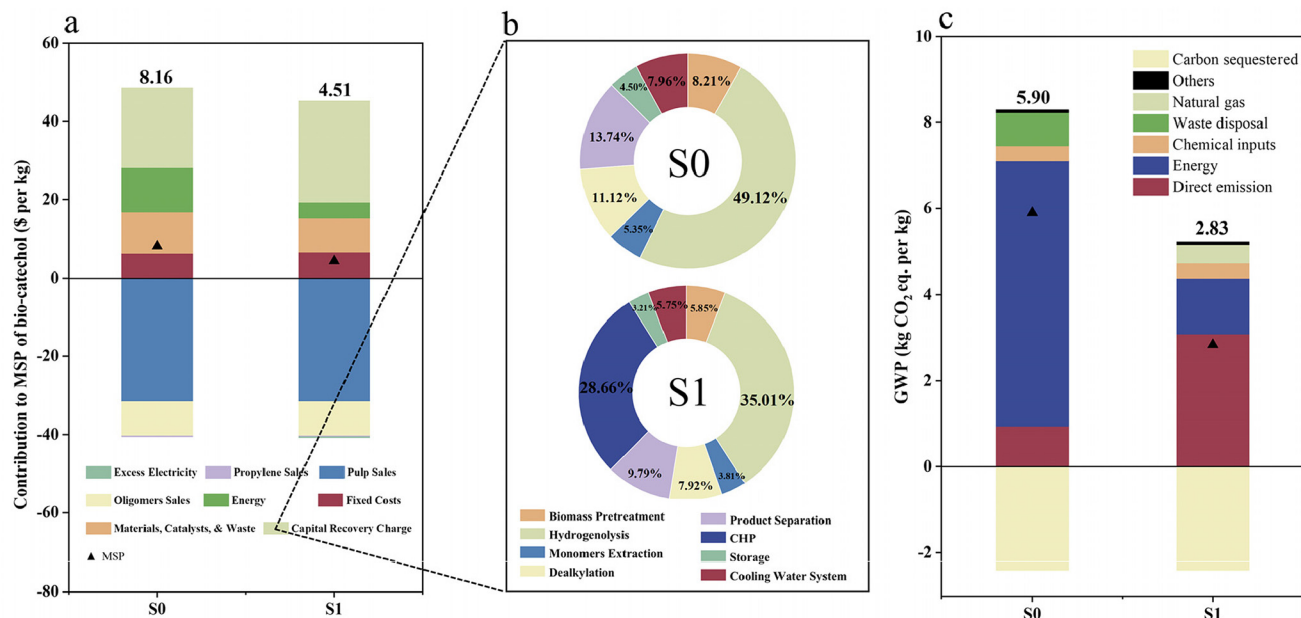 a
Contribution to MSP of bio-catechol ($ per kg)
60
40
20
0
-20
-40
-60
-80
8.16
4.51
Excess Electricity
Propylene Sales
Pulp Sales
Oligomers Sales
Energy
Fixed Costs
Materials, Catalysts, & Waste
Capital Recovery Charge
MSP
S0
S1
b
7.96%
8.21%
4.50%
13.74%
S0
11.12%
49.12%
5.35%
3.21%
5.75%
5.85%
28.66%
S1
35.01%
9.79%
7.92%
3.81%
Biomass Pretreatment
Hydrogenolysis
Monomers Extraction
Dealkylation
Product Separation
CHP
Storage
Cooling Water System
c
GWP (kg CO₂ eq. per kg)
10
8
6
4
2
0
-2
Carbon sequestered
Others
Natural gas
Waste disposal
Chemical inputs
Energy
Direct emission
5.90
2.83
S0
S1